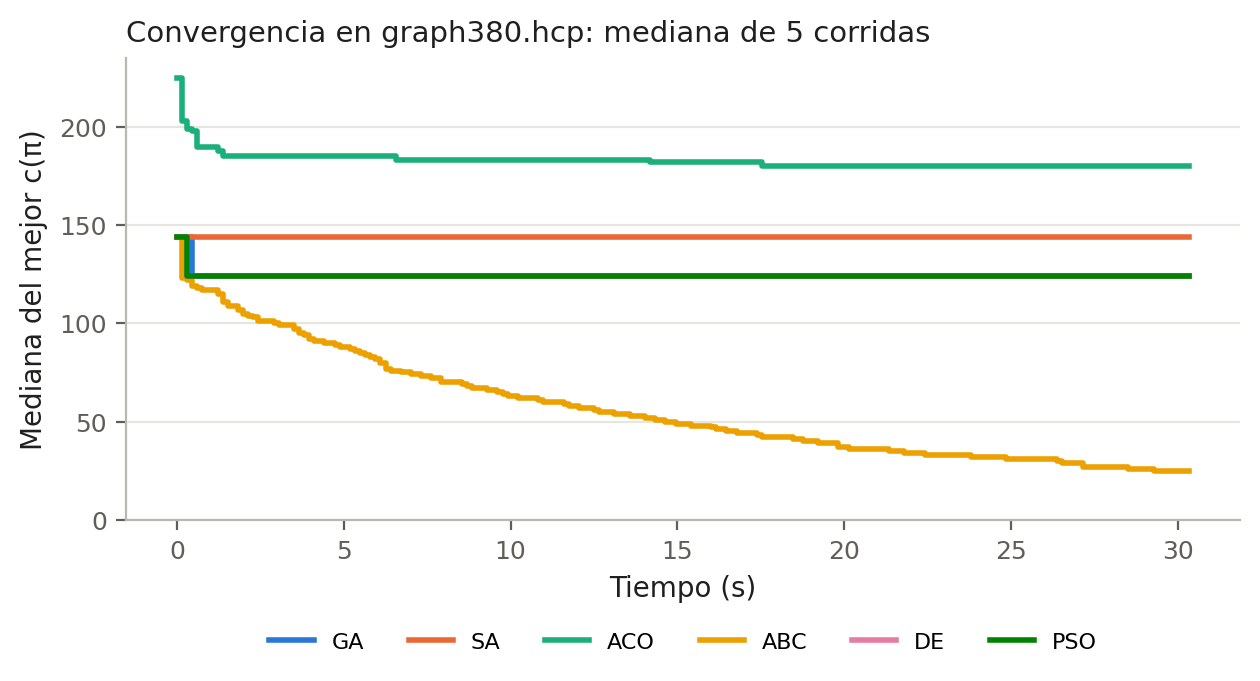 Convergencia en graph380.hcp: mediana de 5 corridas
Mediana del mejor c(π)
200
150
100
50
0
0 5 10 15 20 25 30
Tiempo (s)
GA SA ACO ABC DE PSO